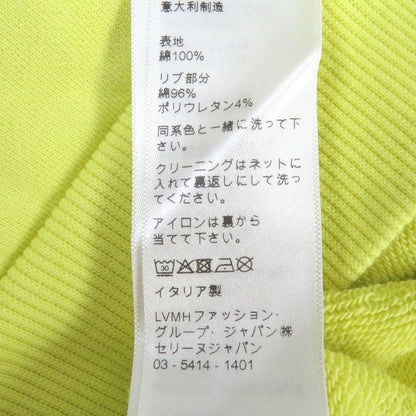 意大利制造
表地
綿100%
リブ部分
綿96%
ポリウレタン4%
同系色と一緒に洗って下
さい。
クリーニングはネットに
入れて裏返しにして洗っ
てください。
アイロンは裏から
当てて下さい。
30
イタリア製
LVMHファッション・
グループ・ジャパン㈱
セリーヌジャパン
03 - 5414 - 1401